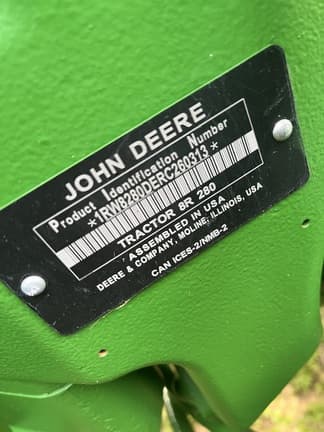 JOHN DEERE
Product Identification Number
*1RW8280DERC260313*
TRACTOR 8R 280
ASSEMBLED IN USA
DEERE & COMPANY, MOLINE, ILLINOIS, USA
CAN ICES-2/NMB-2